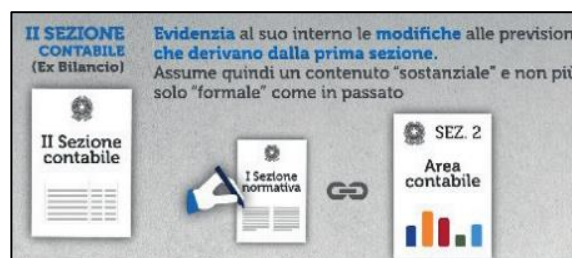 II SEZIONE
CONTABILE
(Ex Bilancio)
Evidenzia al suo interno le modifiche alle prevision
che derivano dalla prima sezione.
Assume quindi un contenuto “sostanziale” e non più
solo “formale” come in passato
II Sezione
contabile
I Sezione
normativa
SEZ. 2
Area
contabile